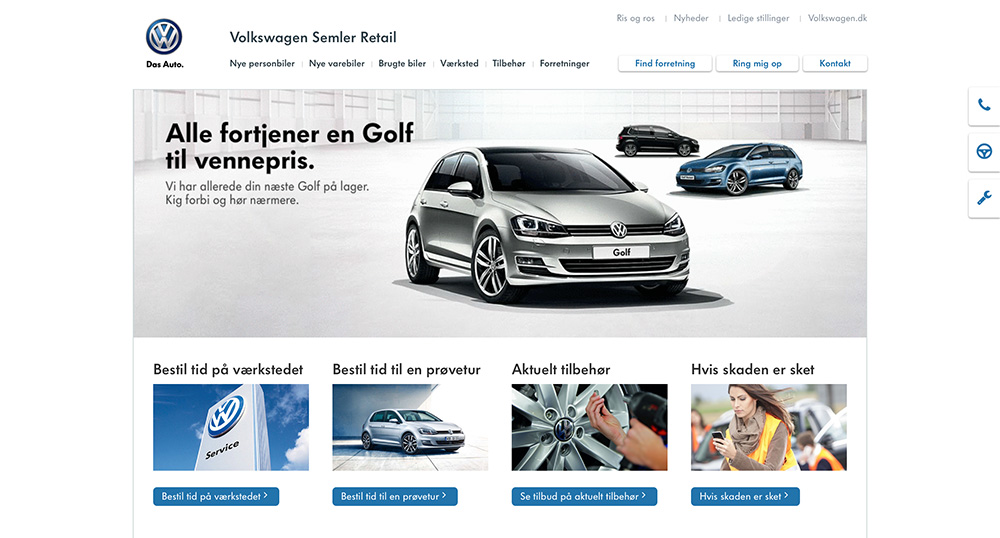 Ris og ros
Nyheder
Ledige stillinger
Volkswagen.dk
Das Auto.
Volkswagen Semler Retail
Nye personbiler
Nye varebiler
Brugte biler
Værksted
Tilbehør
Forretninger
Find forretning
Ring mig op
Kontakt
Alle fortjener en Golf
til vennepris.
Vi har allerede din næste Golf på lager.
Kig forbi og hør nærmere.
Golf
Bestil tid på værkstedet
Bestil tid til en prøvetur
Aktuelt tilbehør
Hvis skaden er sket
Service
Bestil tid på værkstedet
Bestil tid til en prøvetur
Se tilbud på aktuelt tilbehør
Hvis skaden er sket